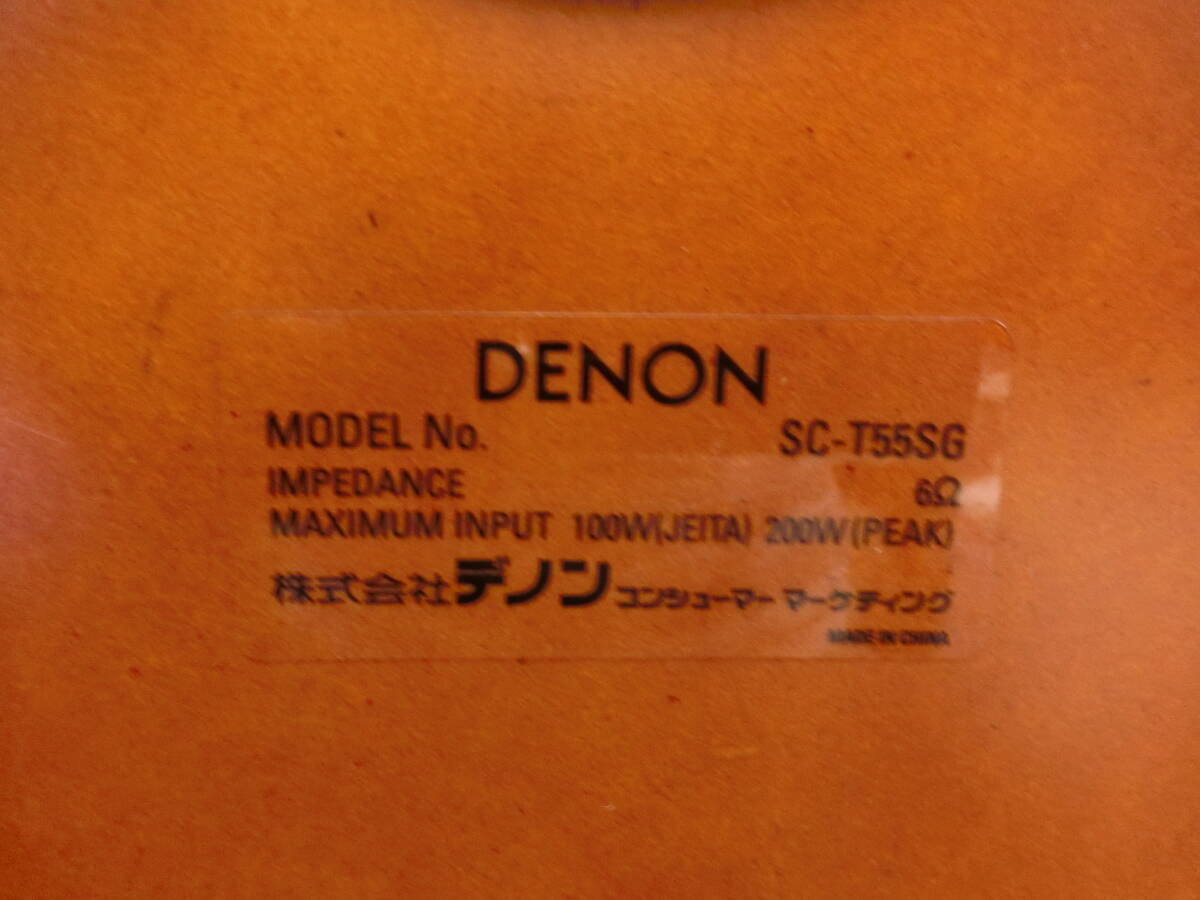 DENON
MODEL No. SC-T55SG
IMPEDANCE 6Ω
MAXIMUM INPUT 100W(JEITA) 200W(PEAK)
株式会社デノン コンシューマー マーケティング
MADE IN CHINA